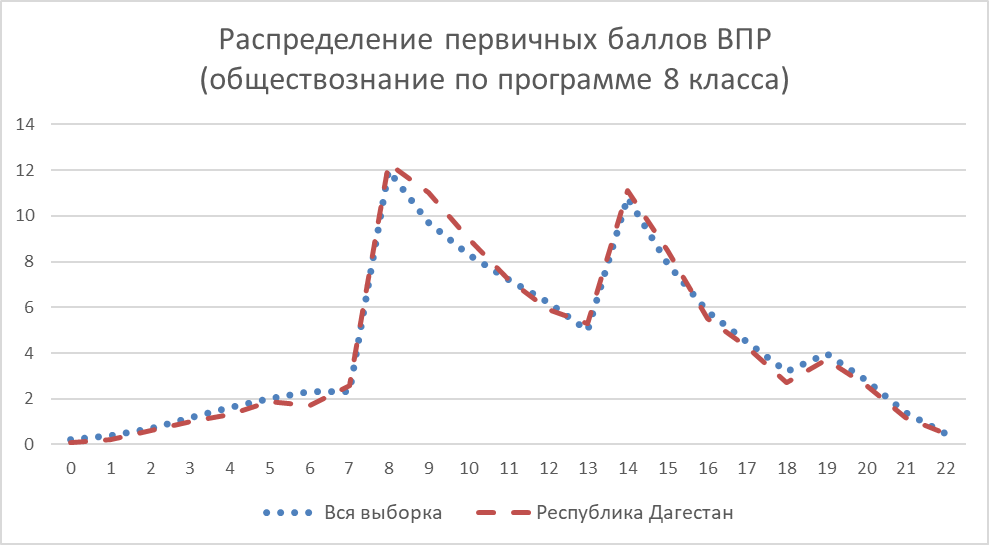 Распределение первичных баллов ВПР
(обществознание по программе 8 класса)
14
12
10
8
6
4
2
0
0 1 2 3 4 5 6 7 8 9 10 11 12 13 14 15 16 17 18 19 20 21 22
Вся выборка Республика Дагестан